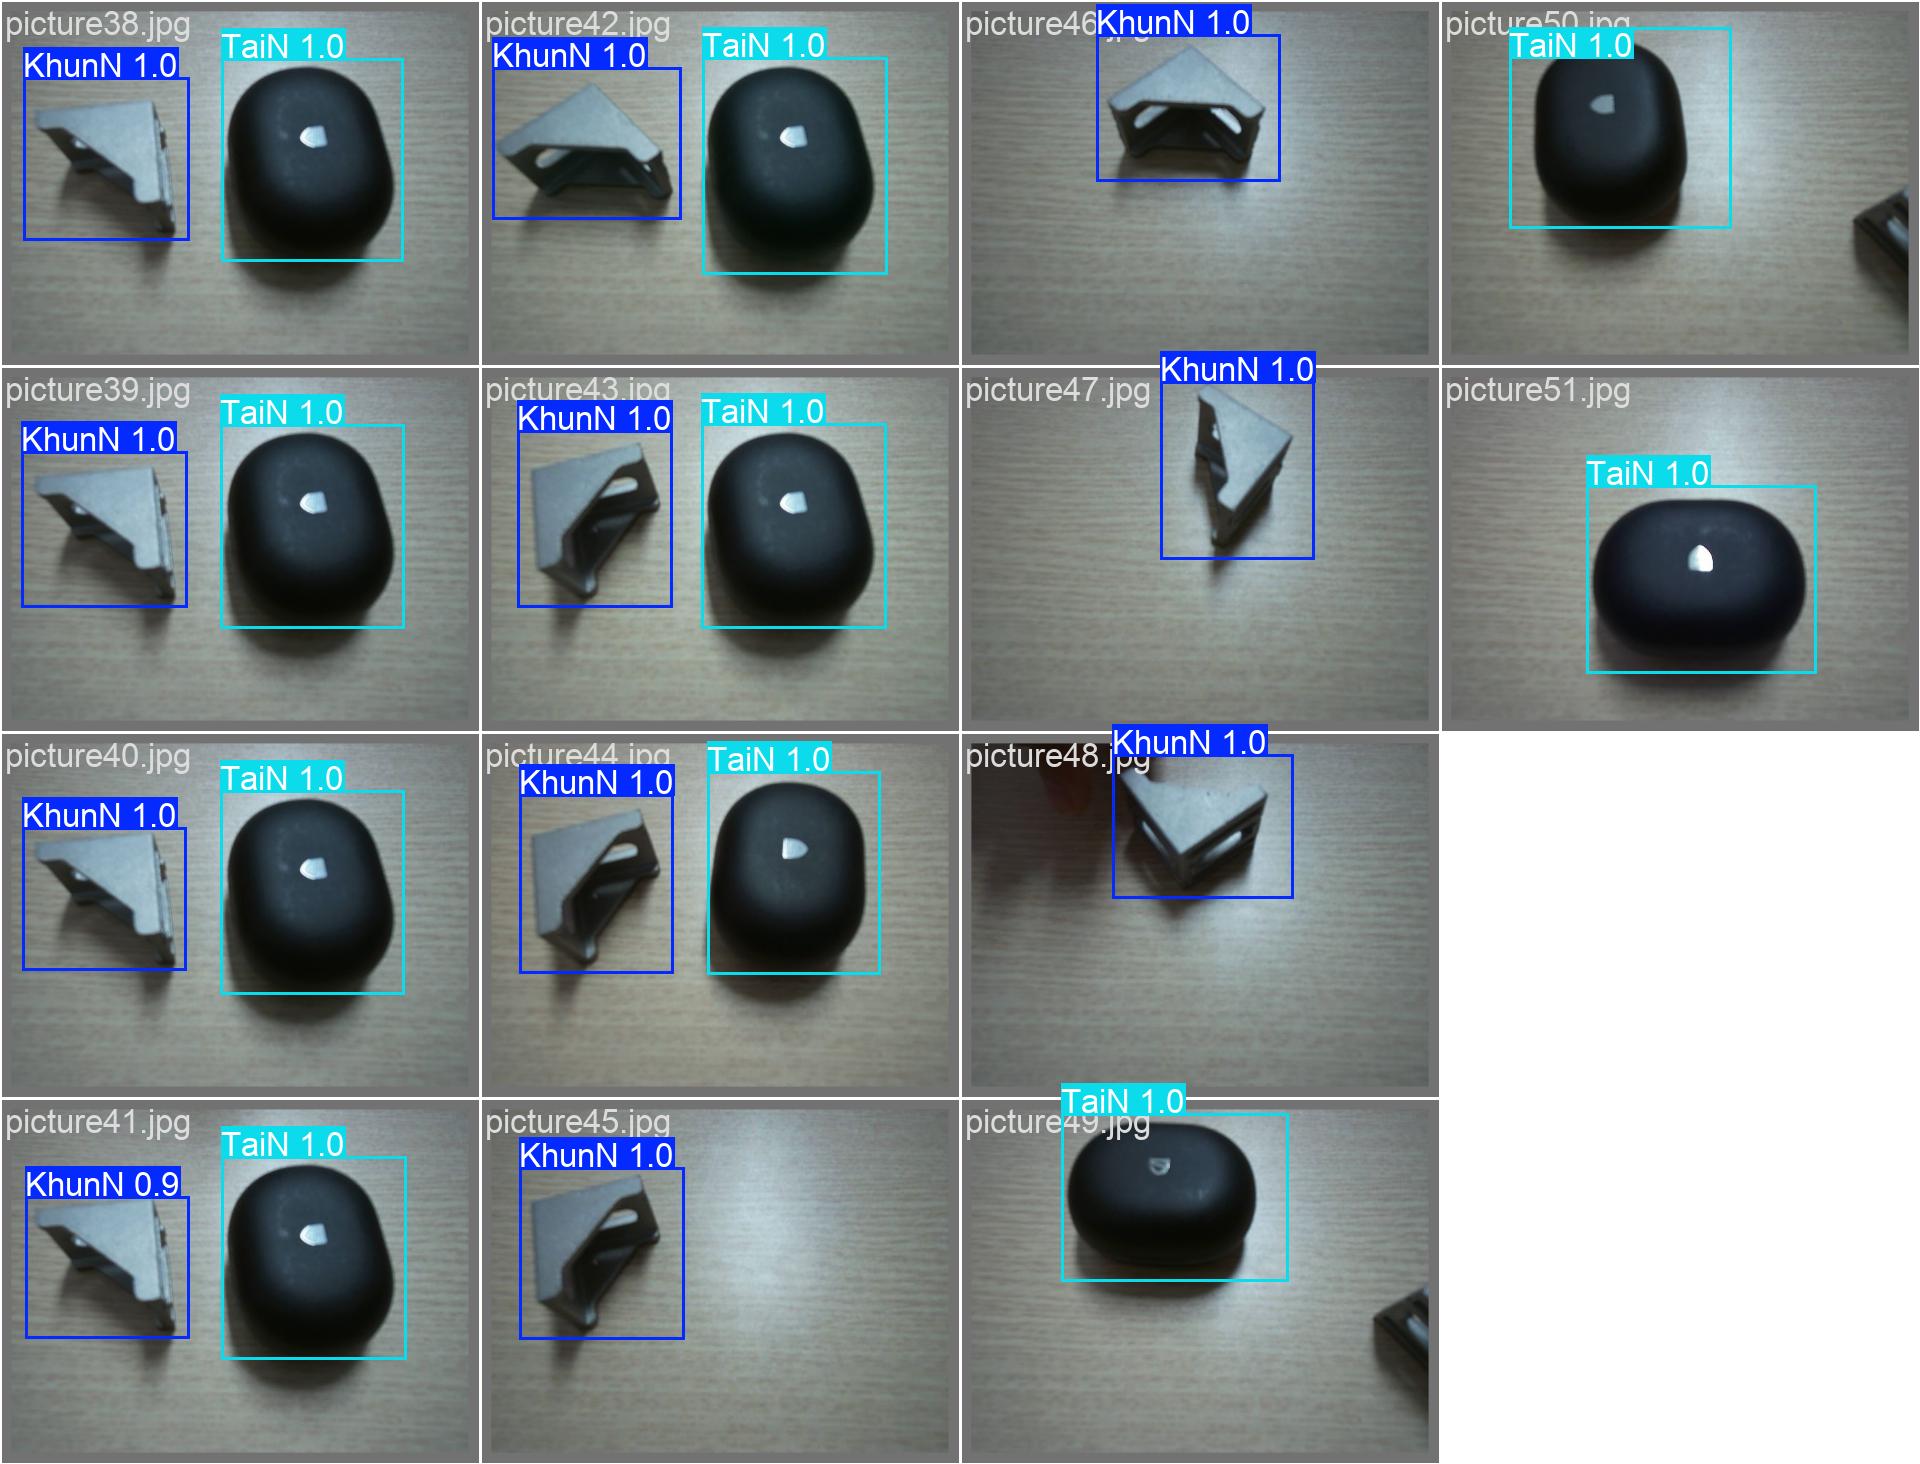 picture38.jpg
KhunN 1.0
TaiN 1.0
picture42.jpg
KhunN 1.0
TaiN 1.0
picture46.jpg
KhunN 1.0
picture50.jpg
TaiN 1.0
picture39.jpg
KhunN 1.0
TaiN 1.0
picture43.jpg
KhunN 1.0
TaiN 1.0
picture47.jpg
KhunN 1.0
picture51.jpg
TaiN 1.0
picture40.jpg
KhunN 1.0
TaiN 1.0
picture44.jpg
KhunN 1.0
TaiN 1.0
picture48.jpg
KhunN 1.0
picture41.jpg
KhunN 0.9
TaiN 1.0
picture45.jpg
KhunN 1.0
picture49.jpg
TaiN 1.0